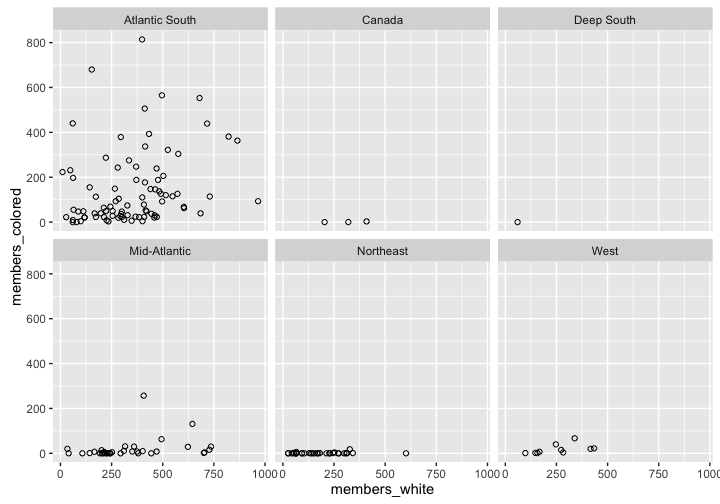 Atlantic South Canada Deep South
800
600
400
200
0
members_colored
Mid-Atlantic Northeast West
800
600
400
200
0
0 250 500 750 1000 0 250 500 750 1000 0 250 500 750 1000
members_white